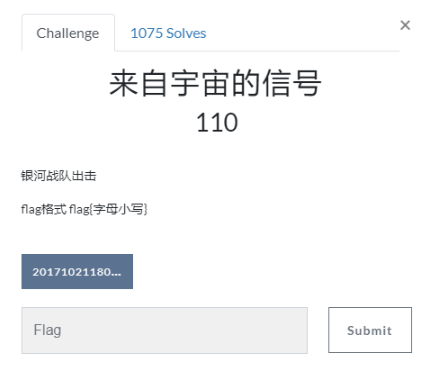 Challenge
1075 Solves
×
来自宇宙的信号
110
银河战队出击
flag格式 flag{字母小写}
20171021180...
Flag
Submit